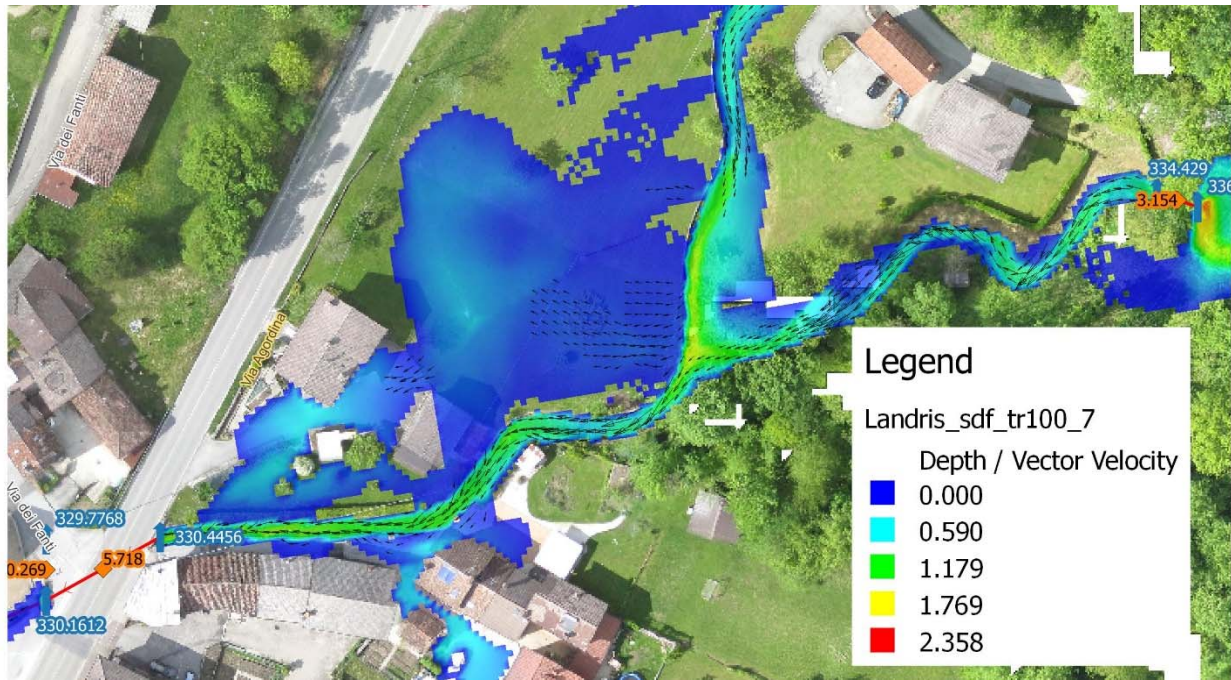 Via dei Fanti
334.429
336
3.154
Via Agordina
Via dei Fanti
329.7768
330.4456
5.718
0.269
330.1612
Legend
Landris_sdf_tr100_7
Depth / Vector Velocity
0.000
0.590
1.179
1.769
2.358